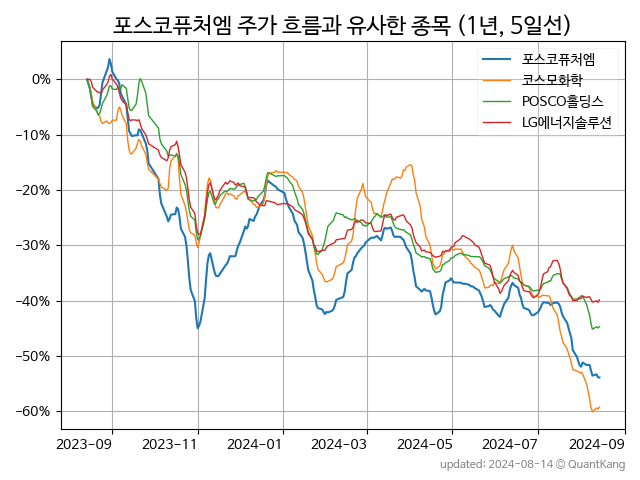 포스코퓨처엠 주가 흐름과 유사한 종목 (1년, 5일선)
포스코퓨처엠
코스모화학
POSCO홀딩스
LG에너지솔루션
0%
−10%
−20%
−30%
−40%
−50%
−60%
2023-09 2023-11 2024-01 2024-03 2024-05 2024-07 2024-09
updated: 2024-08-14 © QuantKang